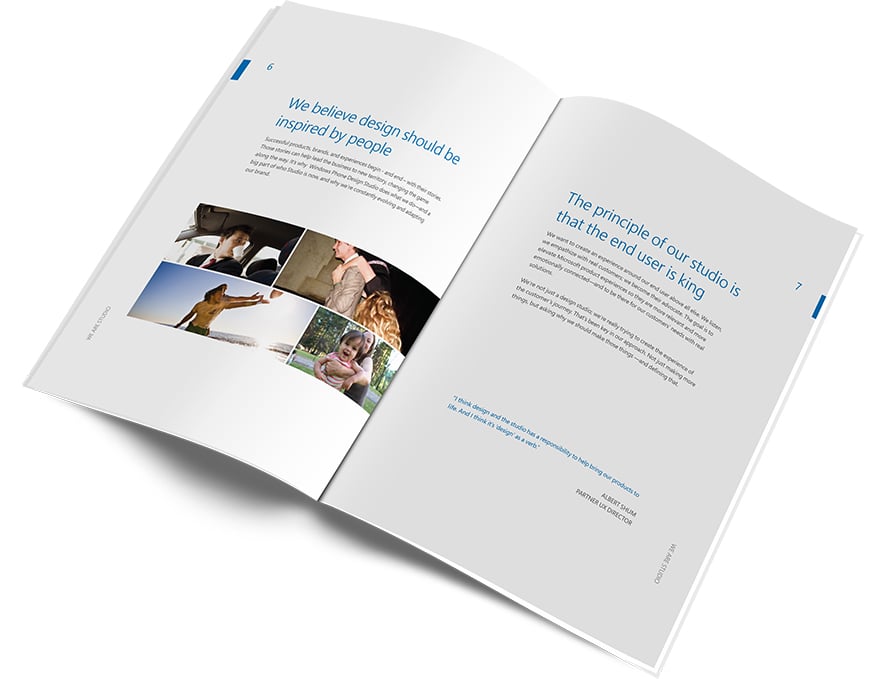 6
We believe design should be
inspired by people
Successful products, brands, and experiences begin - and end – with their stories.
Those stories can help lead the business to new territory, changing the game
along the way. It's why Windows Phone Design Studio does what we do—and a
big part of who Studio is now, and why we're constantly evolving and adapting
our brand.
WE ARE STUDIO
The principle of our studio is
that the end user is king
We want to create an experience around our end user above all else. We listen,
we empathize with real customers; we become their advocate. The goal is to
elevate Microsoft product experiences so they are more relevant and more
emotionally connected—and to be there for our customers' needs with real
solutions.
We're not just a design studio; we're really trying to create the experience of
the customer's journey. That's been key in our approach. Not just making more
things, but asking why we should make those things —and defining that.
7
"I think design and the studio has a responsibility to help bring our products to
life. And I think it's 'design' as a verb."
ALBERT SHUM
PARTNER UX DIRECTOR
WE ARE STUDIO